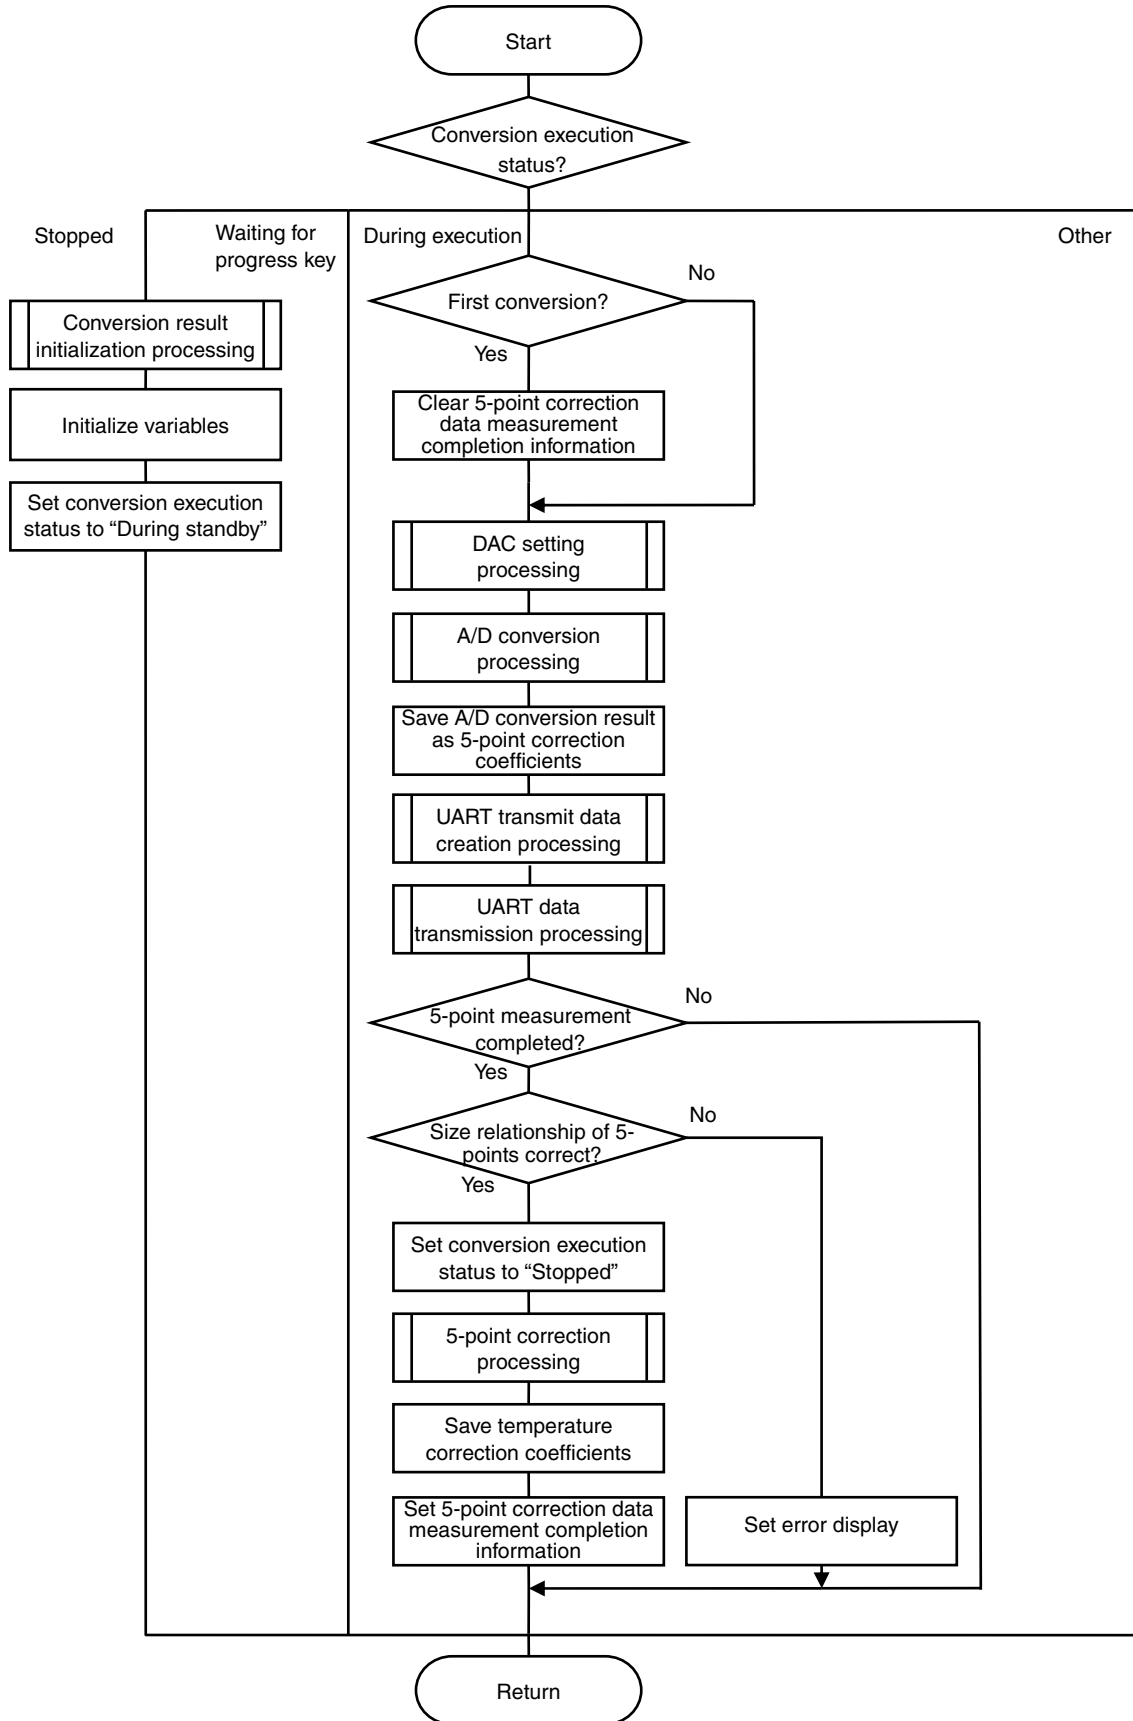 Start
Conversion execution
status?
Stopped
Waiting for
progress key
During execution
Other
Conversion result
initialization processing
Initialize variables
Set conversion execution
status to “During standby”
First conversion?
No
Yes
Clear 5-point correction
data measurement
completion information
DAC setting
processing
A/D conversion
processing
Save A/D conversion result
as 5-point correction
coefficients
UART transmit data
creation processing
UART data
transmission processing
5-point measurement
completed?
No
Yes
Size relationship of 5-
points correct?
No
Yes
Set conversion execution
status to “Stopped”
5-point correction
processing
Save temperature
correction coefficients
Set 5-point correction data
measurement completion
information
Set error display
Return